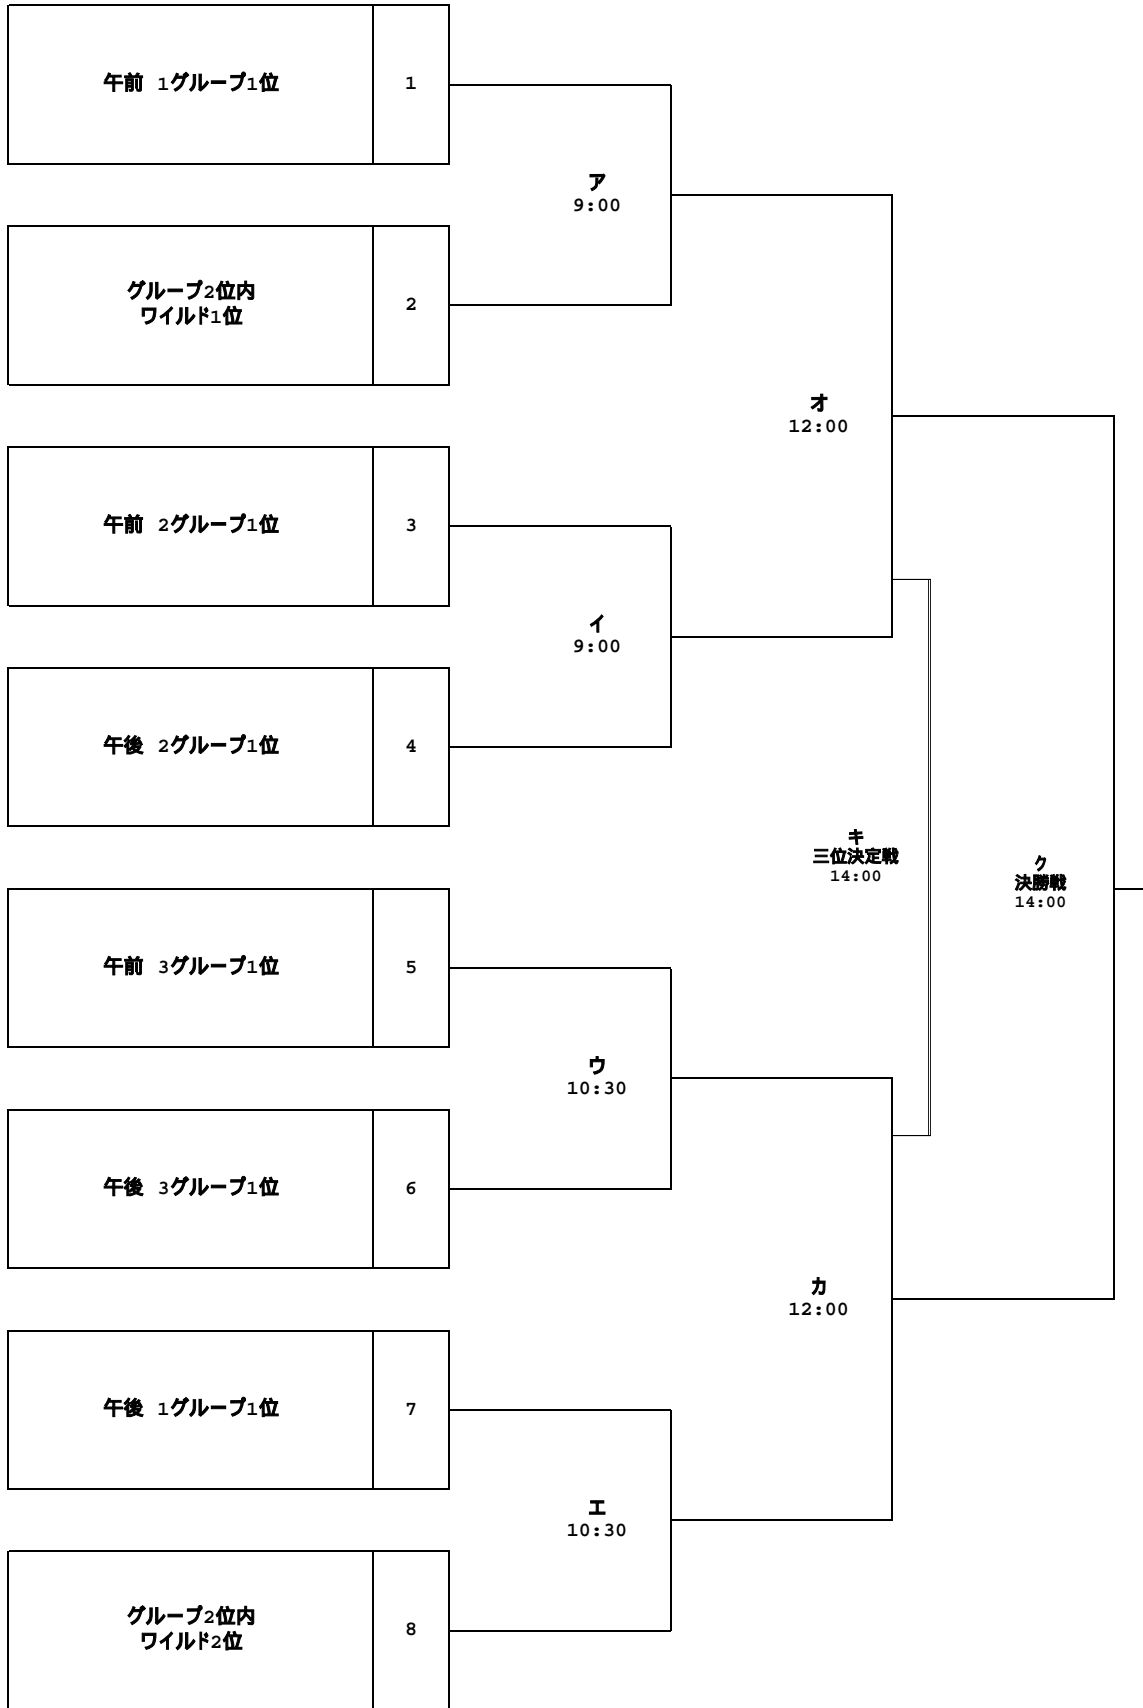 午前 1グループ1位
1
ア
9:00
グループ2位内
ワイルド1位
2
オ
12:00
午前 2グループ1位
3
イ
9:00
午後 2グループ1位
4
キ
三位決定戦
14:00
ク
決勝戦
14:00
午前 3グループ1位
5
ウ
10:30
午後 3グループ1位
6
カ
12:00
午後 1グループ1位
7
エ
10:30
グループ2位内
ワイルド2位
8